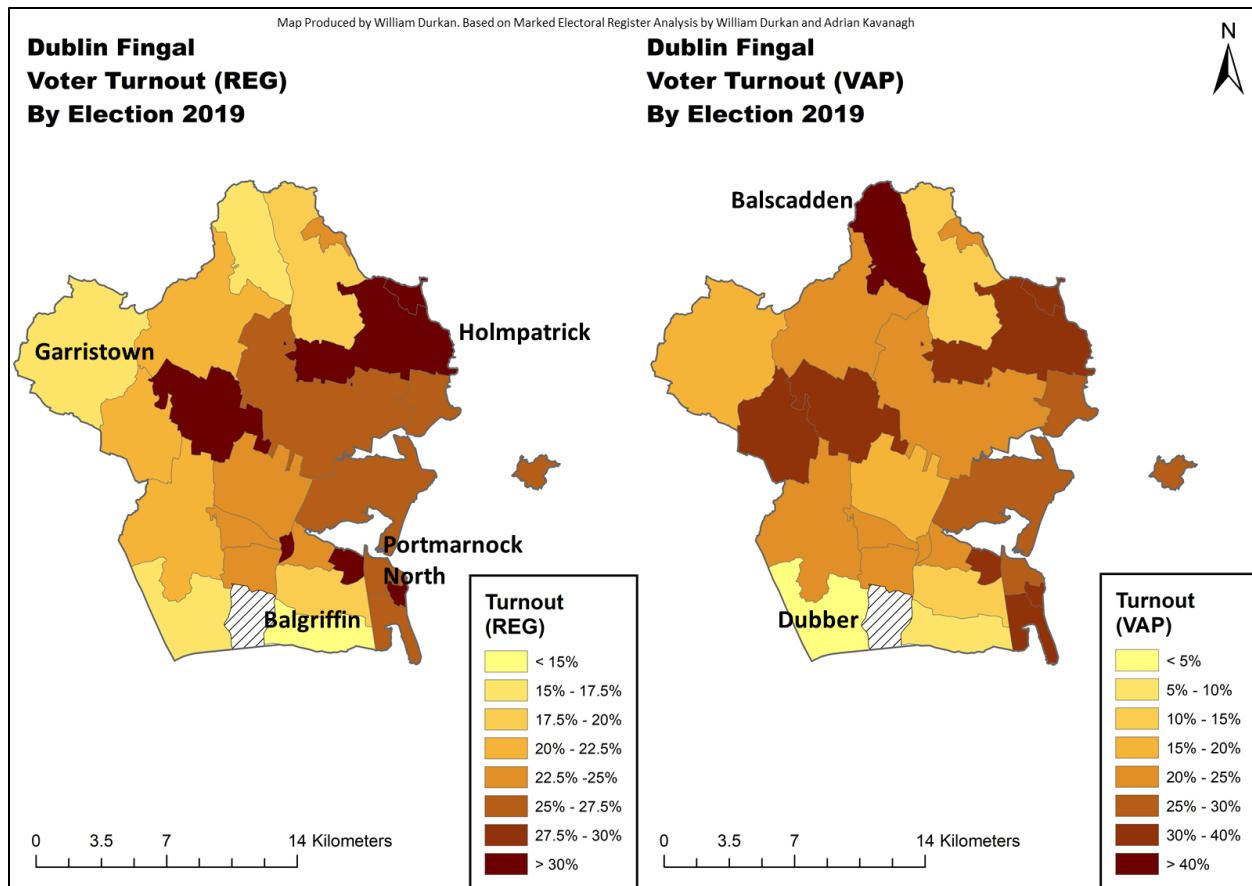 Map Produced by William Durkan. Based on Marked Electoral Register Analysis by William Durkan and Adrian Kavanagh
Dublin Fingal
Voter Turnout (REG)
By Election 2019
Dublin Fingal
Voter Turnout (VAP)
By Election 2019
N
Balscadden
Holmpatrick
Garristown
Portmarnock
North
Balgriffin
Dubber
Turnout
(REG)
< 15%
15% - 17.5%
17.5% - 20%
20% - 22.5%
22.5% -25%
25% - 27.5%
27.5% - 30%
> 30%
Turnout
(VAP)
< 5%
5% - 10%
10% - 15%
15% - 20%
20% - 25%
25% - 30%
30% - 40%
> 40%
0 3.5 7 14 Kilometers
0 3.5 7 14 Kilometers